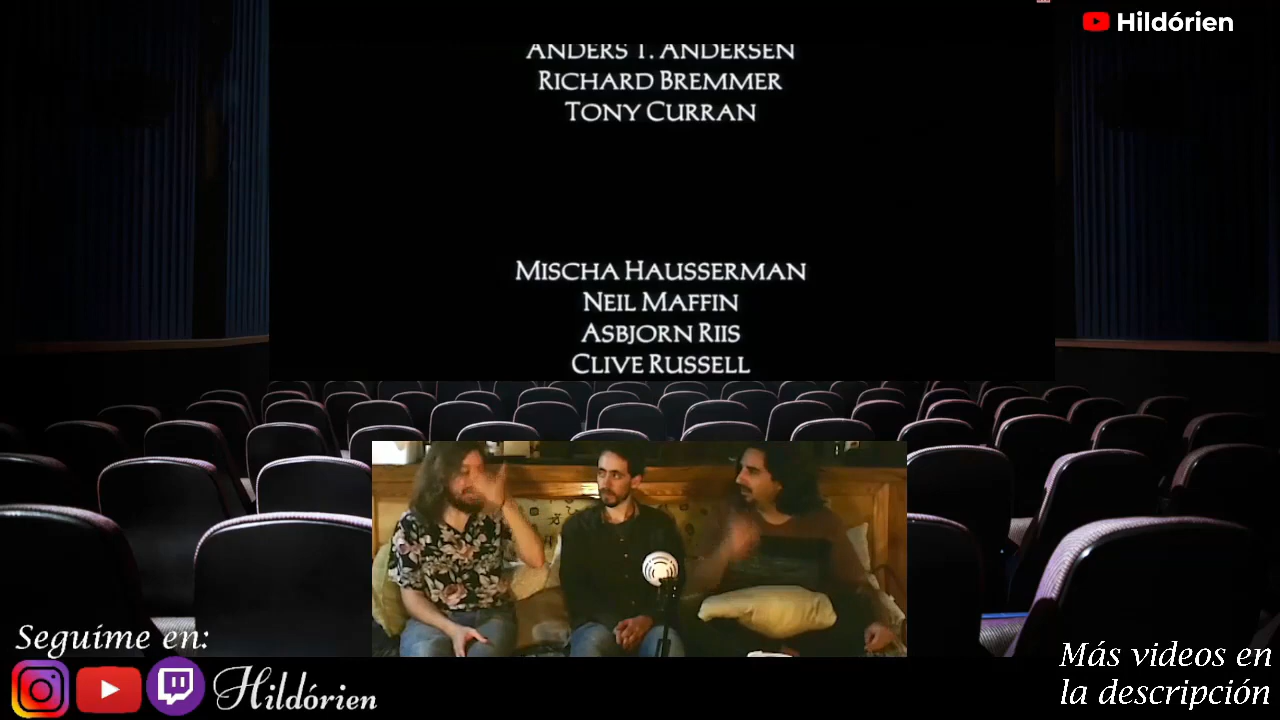 Hildórien
ANDERS T. ANDERSEN
RICHARD BREMMER
TONY CURRAN
MISCHA HAUSSERMAN
NEIL MAFFIN
ASBJORN RIIS
CLIVE RUSSELL
Seguíme en:
Hildórien
Más videos en
la descripción